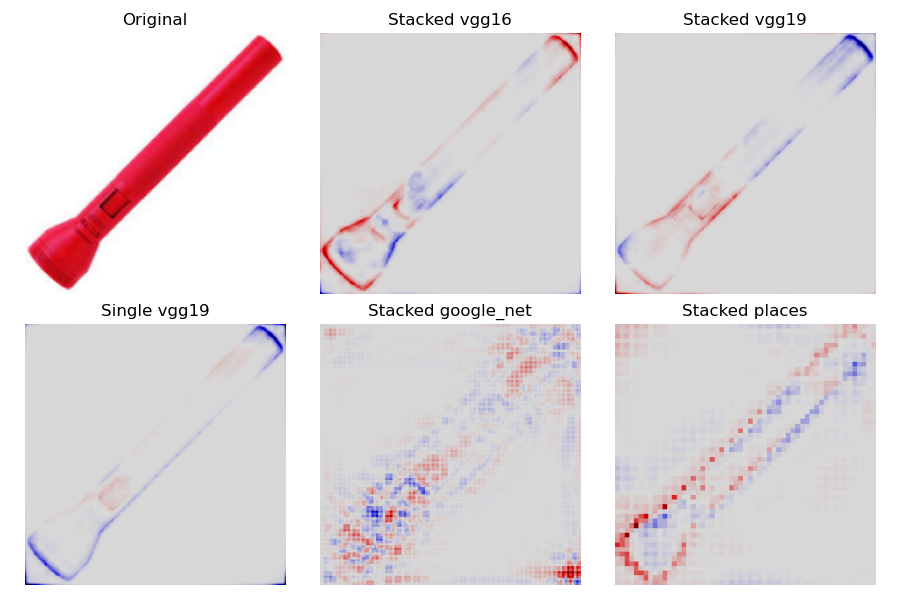 Original
Stacked vgg16
Stacked vgg19
Single vgg19
Stacked google_net
Stacked places